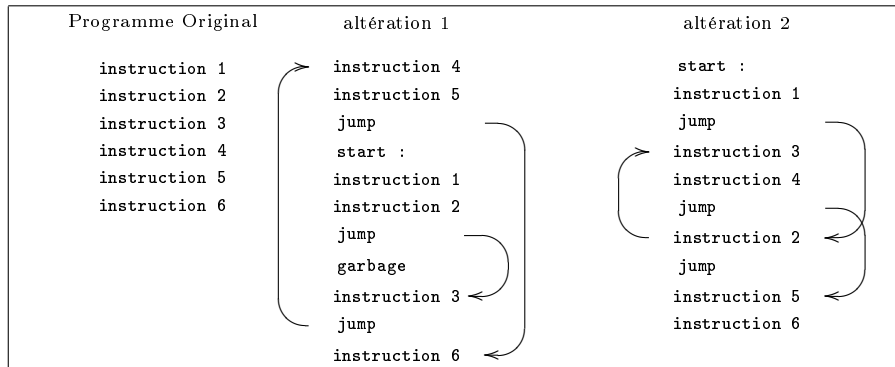 Programme Original
instruction 1
instruction 2
instruction 3
instruction 4
instruction 5
instruction 6
altération 1
instruction 4
instruction 5
jump
start :
instruction 1
instruction 2
jump
garbage
instruction 3
jump
instruction 6
altération 2
start :
instruction 1
jump
instruction 3
instruction 4
jump
instruction 2
jump
instruction 5
instruction 6